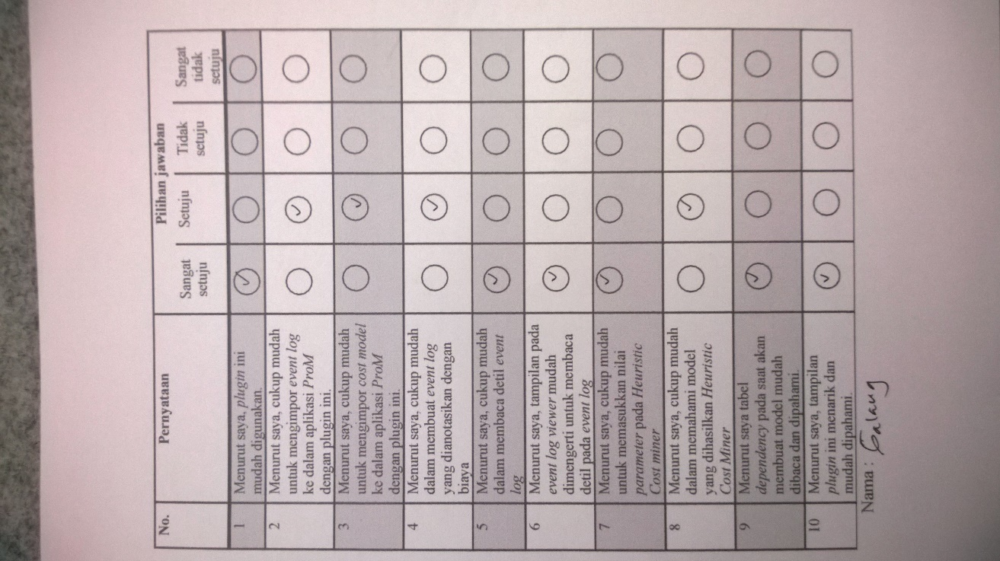 No.
Pernyataan
Pilihan jawaban
Sangat
setuju
Setuju
Tidak
setuju
Sangat
tidak
setuju
1
Menurut saya, plugin ini
mudah digunakan.
2
Menurut saya, cukup mudah
untuk mengimpor event log
ke dalam aplikasi ProM
dengan plugin ini.
3
Menurut saya, cukup mudah
untuk mengimpor cost model
ke dalam aplikasi ProM
dengan plugin ini.
4
Menurut saya, cukup mudah
dalam membuat event log
yang dianotasikan dengan
biaya
5
Menurut saya, cukup mudah
dalam membaca detil event
log
6
Menurut saya, tampilan pada
event log viewer mudah
dimengerti untuk membaca
detil pada event log
7
Menurut saya, cukup mudah
untuk memasukkan nilai
parameter pada Heuristic
Cost miner
8
Menurut saya, cukup mudah
dalam memahami model
yang dihasilkan Heuristic
Cost Miner
9
Menurut saya tabel
dependency pada saat akan
membuat model mudah
dibaca dan dipahami.
10
Menurut saya, tampilan
plugin ini menarik dan
mudah dipahami.
Nama : Galang